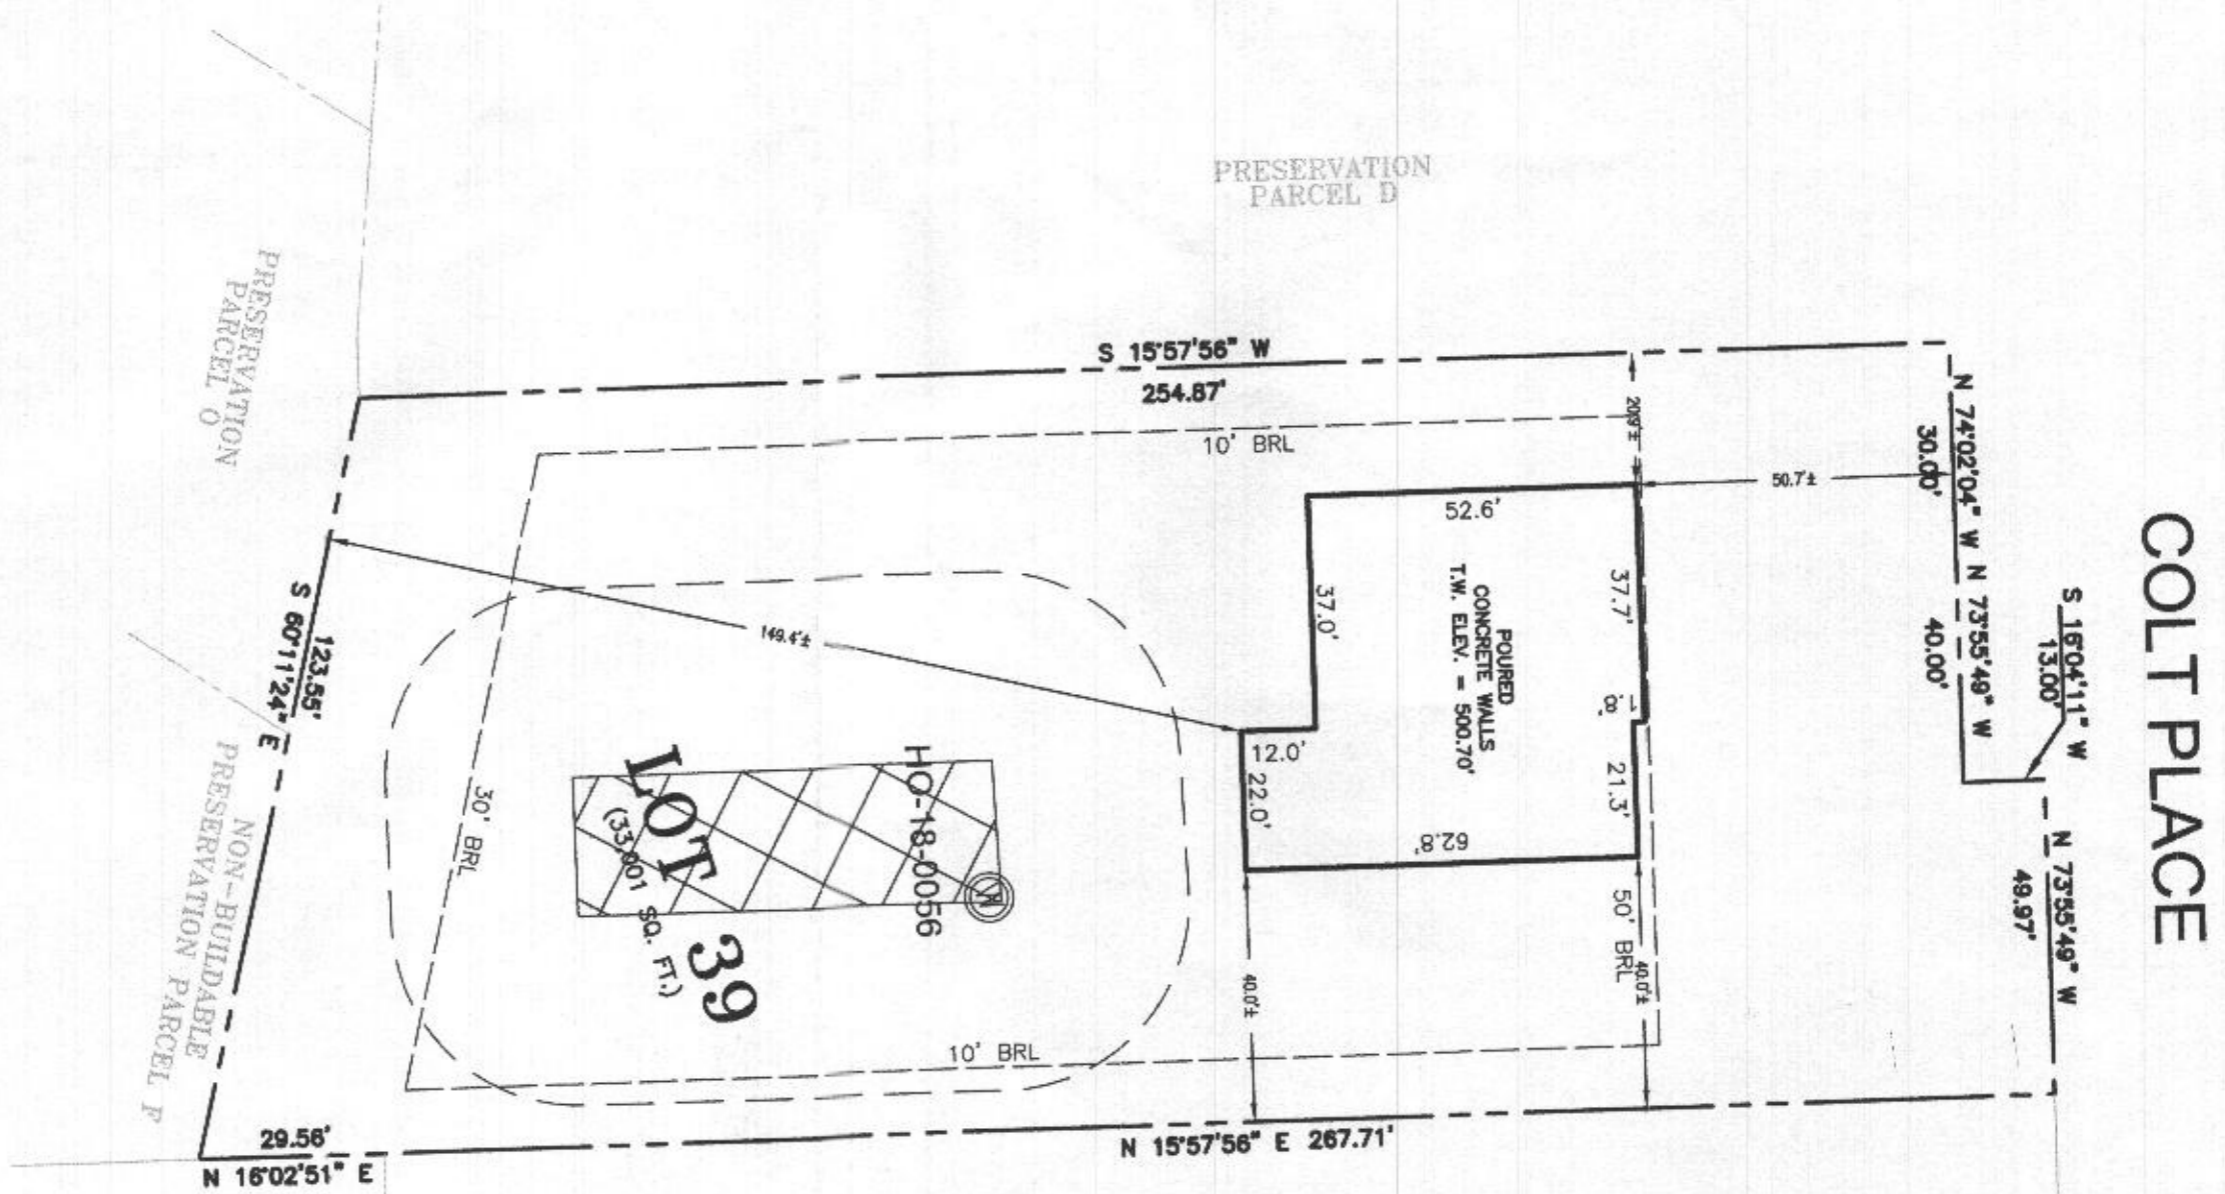 PRESERVATION
PARCEL D
PRESERVATION
PARCEL O
S 15°57'56" W
254.87'
10' BRL
20.9'±
50.7'±
N 74°02'04" W
30.00'
N 73°55'49" W
40.00'
S 16°04'11" W
13.00'
N 73°55'49" W
49.97'
COLT PLACE
52.6'
37.7'
37.0'
POURED
CONCRETE WALLS
T.W. ELEV. = 500.70'
1.8'
21.3'
12.0'
22.0'
62.8'
50' BRL
40.0'±
40.0'±
149.4'±
123.55'
S 60°11'24" E
30' BRL
LOT 39
(33,001 SQ. FT.)
HO-18-0056
W
10' BRL
NON-BUILDABLE
PRESERVATION PARCEL F
29.56'
N 16°02'51" E
N 15°57'56" E 267.71'